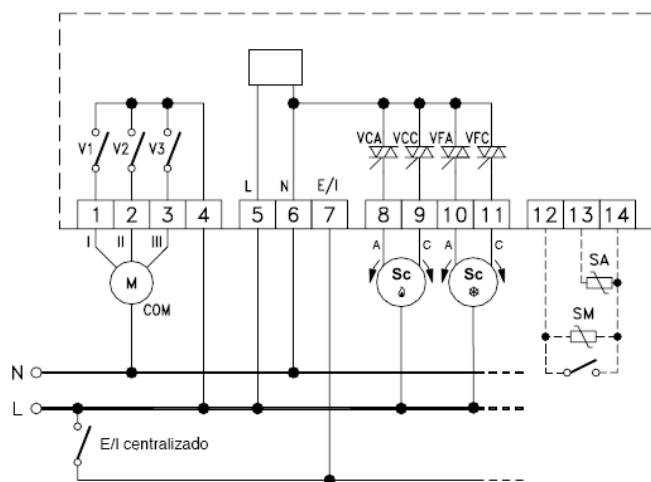 V1 V2 V3 VCA VCC VFA VFC
L N E/I
1 2 3 4 5 6 7 8 9 10 11 12 13 14
I II III A C A C
M Sc Sc SA
COM
SM
N
L
E/I centralizado